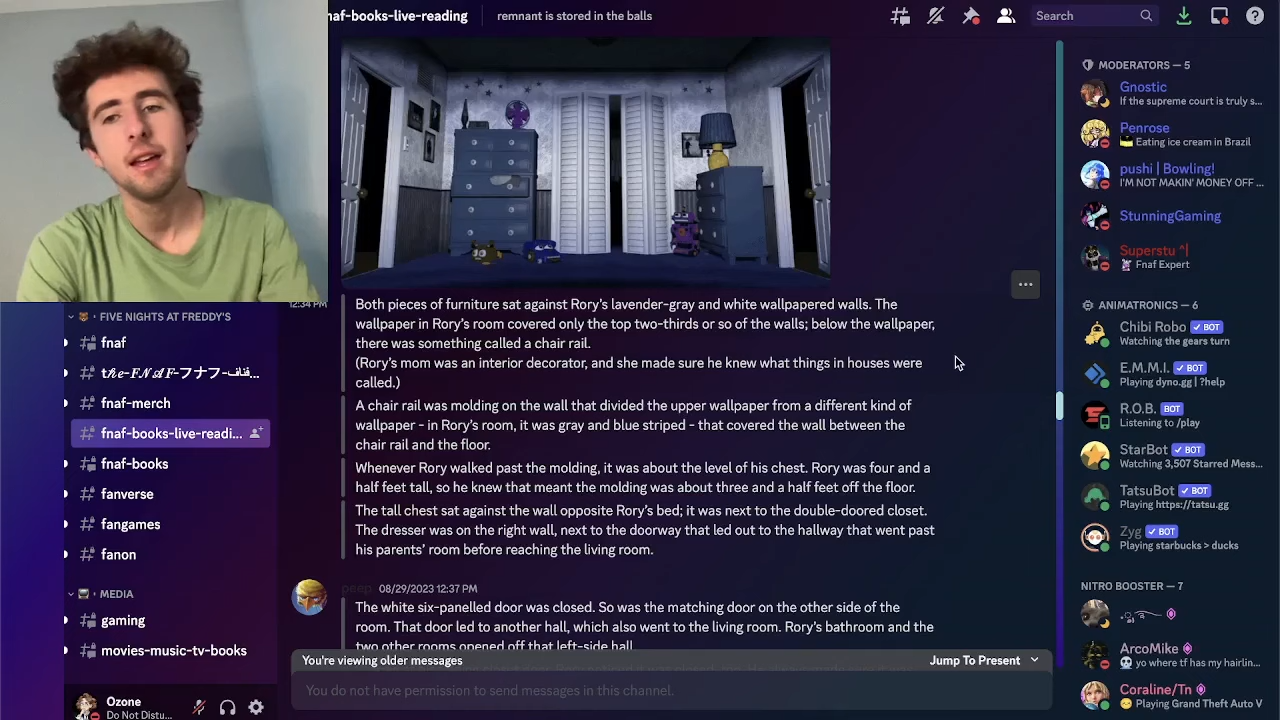 naf-books-live-reading
remnant is stored in the balls
Search
12:34 PM
FIVE NIGHTS AT FREDDY'S
fnaf
fnaf-merch
fnaf-books-live-readi...
fnaf-books
fanverse
fangames
fanon
MEDIA
gaming
movies-music-tv-books
Ozone
Do Not Distu...
Both pieces of furniture sat against Rory's lavender-gray and white wallpapered walls. The
wallpaper in Rory's room covered only the top two-thirds or so of the walls; below the wallpaper,
there was something called a chair rail.
(Rory's mom was an interior decorator, and she made sure he knew what things in houses were
called.)
A chair rail was molding on the wall that divided the upper wallpaper from a different kind of
wallpaper - in Rory's room, it was gray and blue striped - that covered the wall between the
chair rail and the floor.
Whenever Rory walked past the molding, it was about the level of his chest. Rory was four and a
half feet tall, so he knew that meant the molding was about three and a half feet off the floor.
The tall chest sat against the wall opposite Rory's bed; it was next to the double-doored closet.
The dresser was on the right wall, next to the doorway that led out to the hallway that went past
his parents' room before reaching the living room.
peep 08/29/2023 12:37 PM
The white six-panelled door was closed. So was the matching door on the other side of the
room. That door led to another hall, which also went to the living room. Rory's bathroom and the
two other rooms opened off that left-side hall.
You're viewing older messages
Jump To Present
You do not have permission to send messages in this channel.
MODERATORS — 5
Gnostic
If the supreme court is truly s...
Penrose
Eating ice cream in Brazil
pushi | Bowling!
I'M NOT MAKIN' MONEY OFF ...
StunningGaming
Superstu ^|
Fnaf Expert
ANIMATRONICS — 6
Chibi Robo BOT
Watching the gears turn
E.M.M.I. BOT
Playing dyno.gg | ?help
R.O.B. BOT
Listening to /play
StarBot BOT
Watching 3,507 Starred Mess...
TatsuBot BOT
Playing https://tatsu.gg
Zyg BOT
Playing starbucks > ducks
NITRO BOOSTER — 7
ArcoMike
yo where tf has my hairlin...
Coraline/Tn
Playing Grand Theft Auto V